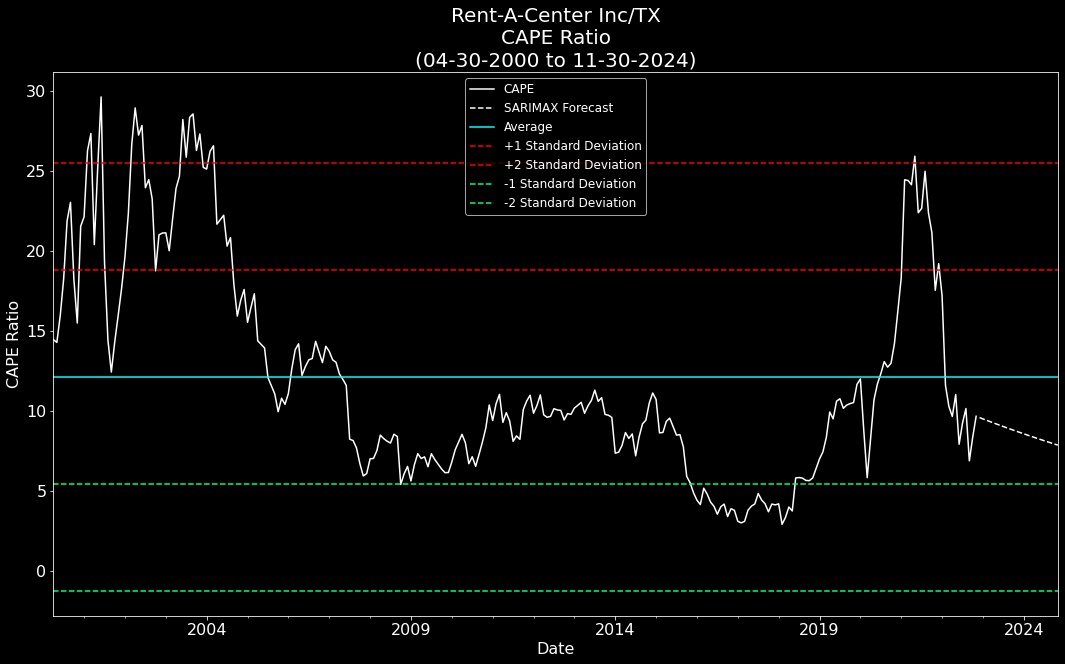 Rent-A-Center Inc/TX
CAPE Ratio
(04-30-2000 to 11-30-2024)
CAPE
SARIMAX Forecast
Average
+1 Standard Deviation
+2 Standard Deviation
-1 Standard Deviation
-2 Standard Deviation
30
25
20
15
10
5
0
CAPE Ratio
2004
2009
2014
2019
2024
Date